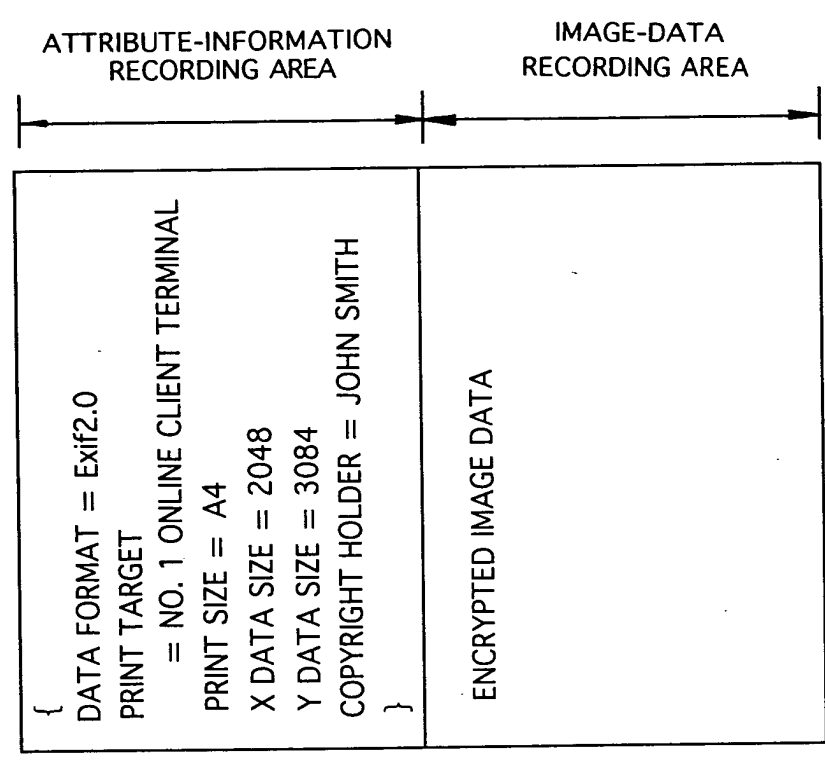 ATTRIBUTE-INFORMATION
RECORDING AREA
IMAGE-DATA
RECORDING AREA
{
DATA FORMAT = Exif2.0
PRINT TARGET
= NO. 1 ONLINE CLIENT TERMINAL
PRINT SIZE = A4
X DATA SIZE = 2048
Y DATA SIZE = 3084
COPYRIGHT HOLDER = JOHN SMITH
}
ENCRYPTED IMAGE DATA